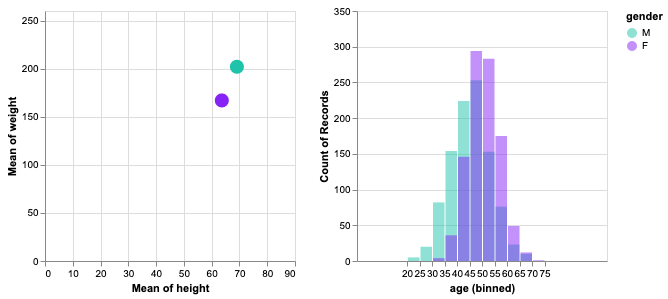 250
200
150
100
50
0
Mean of weight
0 10 20 30 40 50 60 70 80 90
Mean of height
350
300
250
200
150
100
50
0
Count of Records
20 25 30 35 40 45 50 55 60 65 70 75
age (binned)
gender
M
F